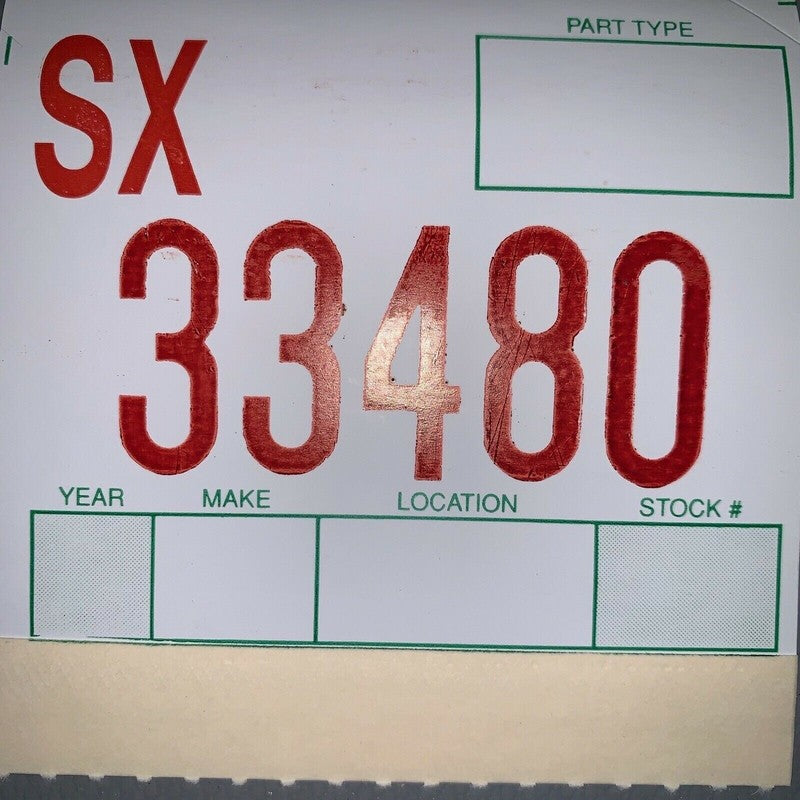 PART TYPE
SX
33480
YEAR MAKE LOCATION STOCK #